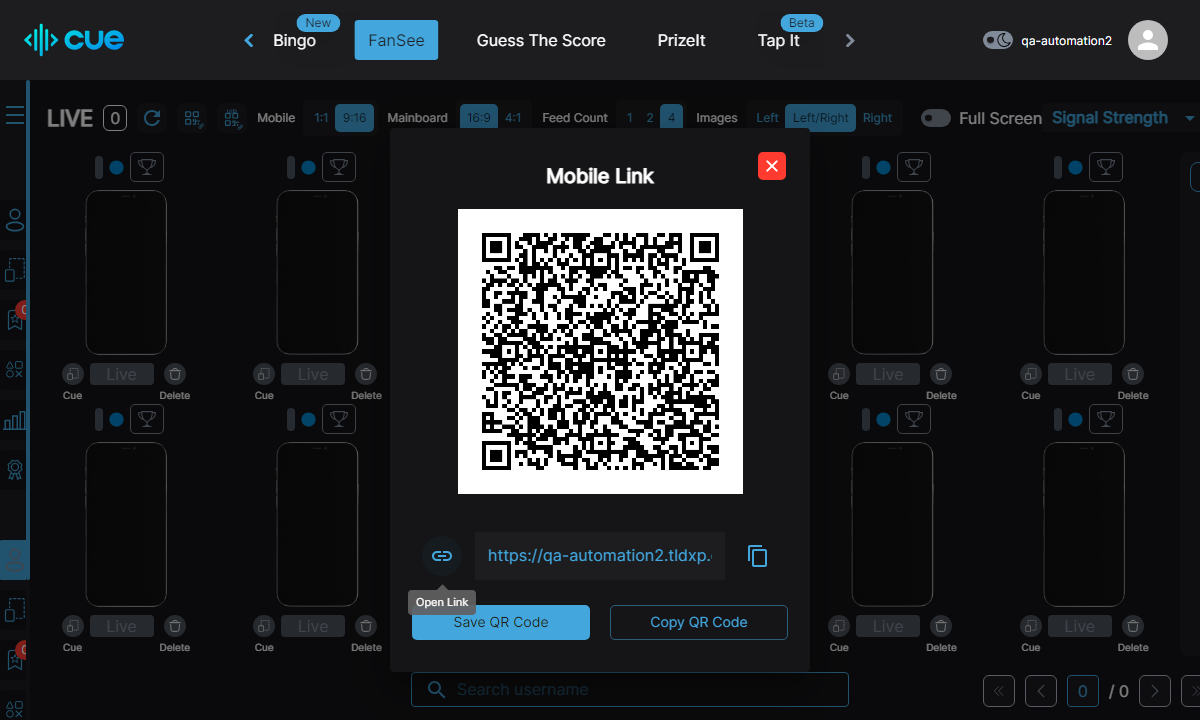 cue
Bingo
New
FanSee
Guess The Score
PrizeIt
Tap It
Beta
qa-automation2
LIVE 0
Mobile 1:1 9:16 Mainboard 16:9 4:1 Feed Count 1 2 4 Images Left Left/Right Right Full Screen Signal Strength
Mobile Link
Live Live Live Live
Cue Delete Cue Delete Cue Delete Cue Delete
https://qa-automation2.tldxp.
Open Link
Save QR Code Copy QR Code
Live Live Live Live
Cue Delete Cue Delete Cue Delete Cue Delete
Search username
0 / 0